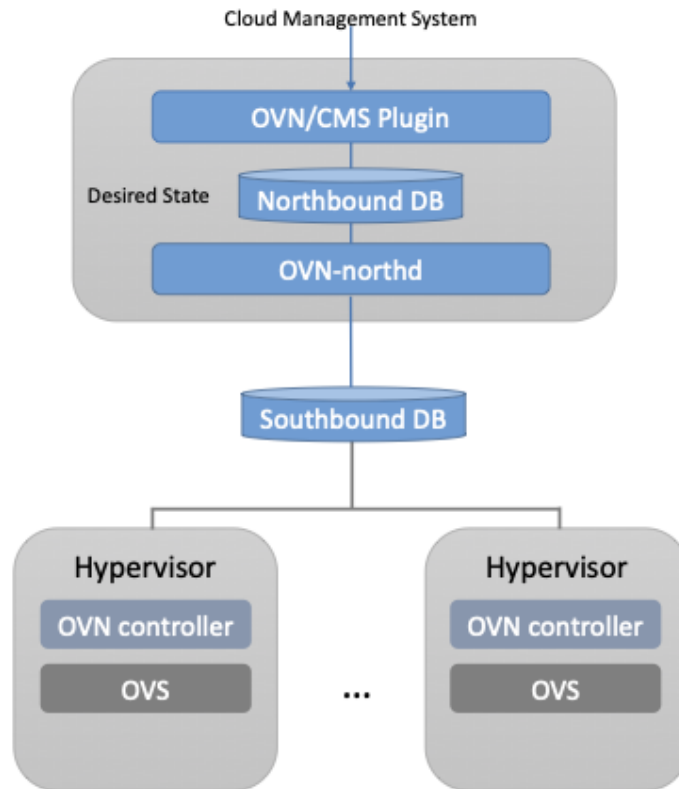 Cloud Management System
OVN/CMS Plugin
Desired State
Northbound DB
OVN-northd
Southbound DB
Hypervisor
OVN controller
OVS
...
Hypervisor
OVN controller
OVS